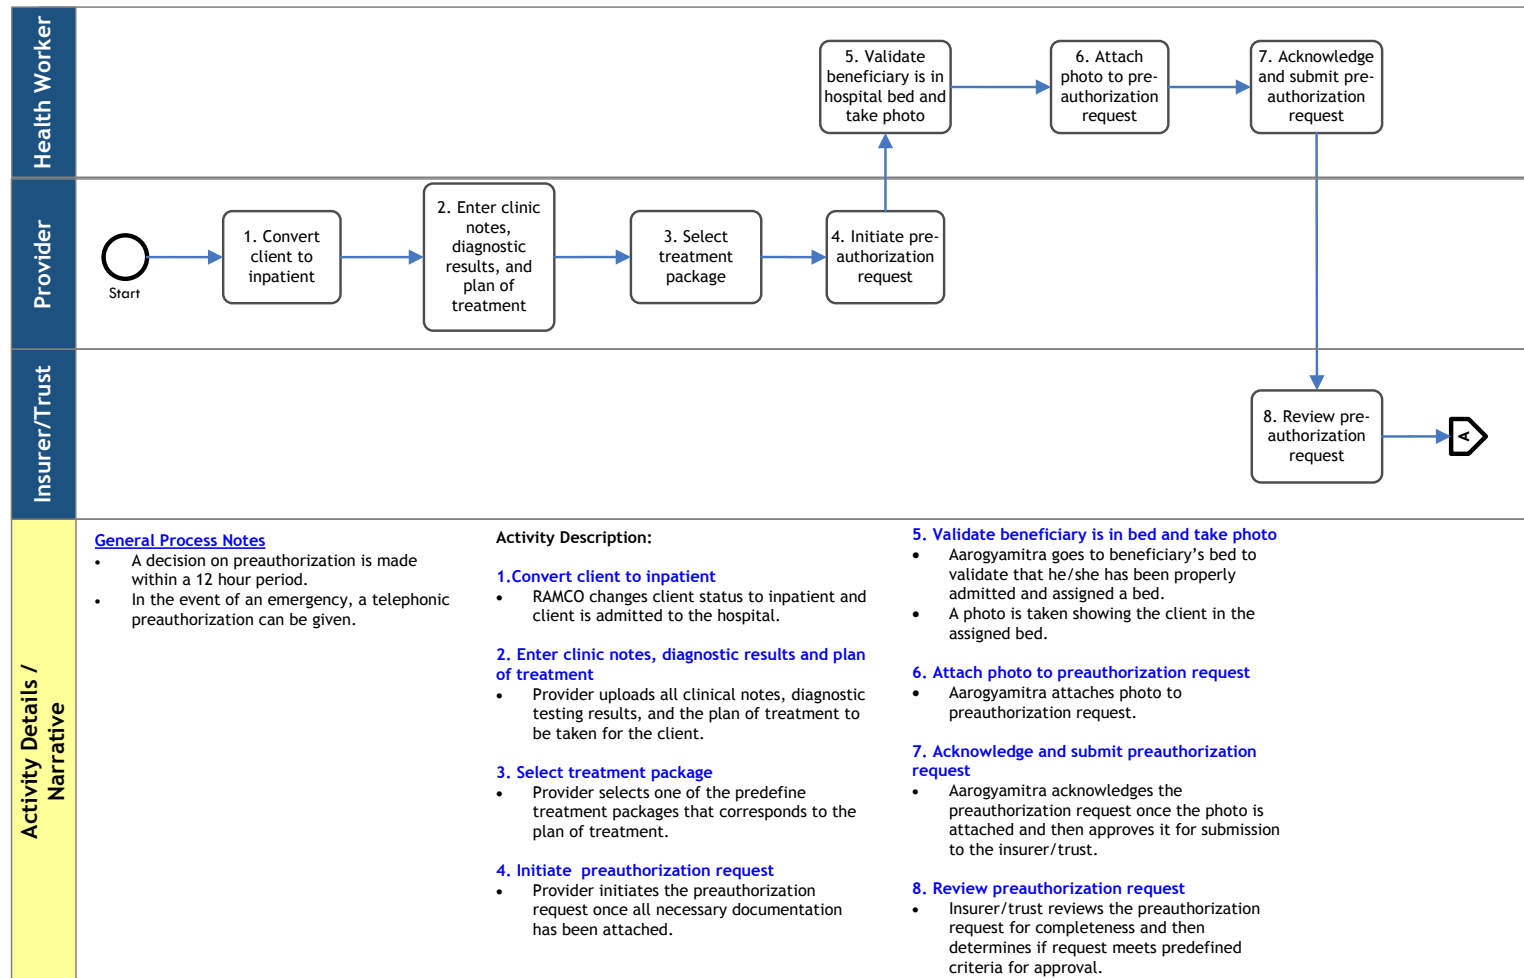 Health Worker
5. Validate
beneficiary is in
hospital bed and
take photo
6. Attach
photo to pre-
authorization
request
7. Acknowledge
and submit pre-
authorization
request
Provider
Start
1. Convert
client to
inpatient
2. Enter clinic
notes,
diagnostic
results, and
plan of
treatment
3. Select
treatment
package
4. Initiate pre-
authorization
request
Insurer/Trust
8. Review pre-
authorization
request
A
Activity Details /
Narrative
General Process Notes
• A decision on preauthorization is made
within a 12 hour period.
• In the event of an emergency, a telephonic
preauthorization can be given.
Activity Description:
1.Convert client to inpatient
• RAMCO changes client status to inpatient and
client is admitted to the hospital.
2. Enter clinic notes, diagnostic results and plan
of treatment
• Provider uploads all clinical notes, diagnostic
testing results, and the plan of treatment to
be taken for the client.
3. Select treatment package
• Provider selects one of the predefine
treatment packages that corresponds to the
plan of treatment.
4. Initiate preauthorization request
• Provider initiates the preauthorization
request once all necessary documentation
has been attached.
5. Validate beneficiary is in bed and take photo
• Aarogyamitra goes to beneficiary’s bed to
validate that he/she has been properly
admitted and assigned a bed.
• A photo is taken showing the client in the
assigned bed.
6. Attach photo to preauthorization request
• Aarogyamitra attaches photo to
preauthorization request.
7. Acknowledge and submit preauthorization
request
• Aarogyamitra acknowledges the
preauthorization request once the photo is
attached and then approves it for submission
to the insurer/trust.
8. Review preauthorization request
• Insurer/trust reviews the preauthorization
request for completeness and then
determines if request meets predefined
criteria for approval.